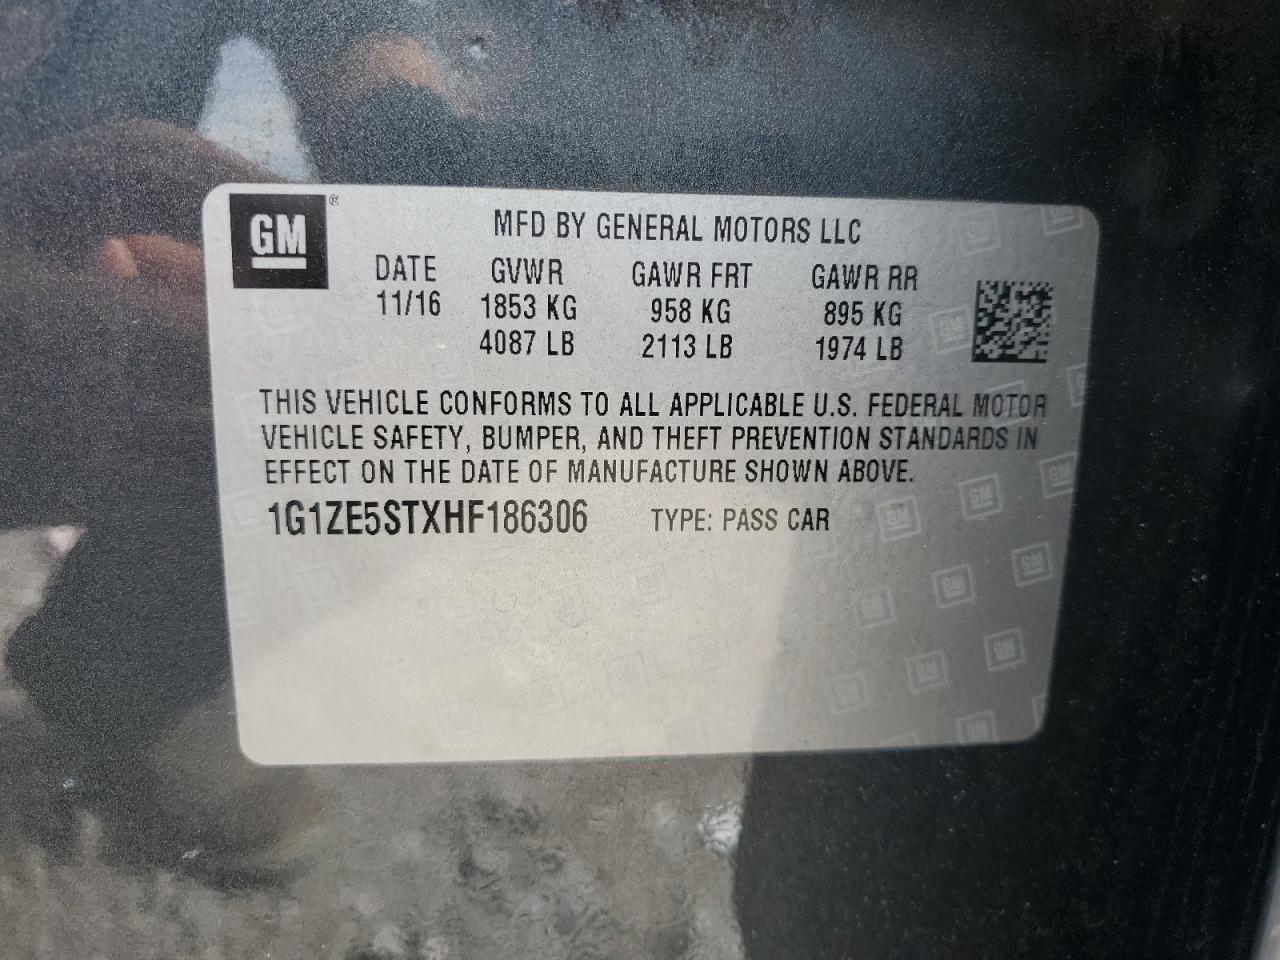 GM ®
MFD BY GENERAL MOTORS LLC
DATE GVWR GAWR FRT GAWR RR
11/16 1853 KG 958 KG 895 KG
4087 LB 2113 LB 1974 LB
THIS VEHICLE CONFORMS TO ALL APPLICABLE U.S. FEDERAL MOTOR
VEHICLE SAFETY, BUMPER, AND THEFT PREVENTION STANDARDS IN
EFFECT ON THE DATE OF MANUFACTURE SHOWN ABOVE.
1G1ZE5STXHF186306 TYPE: PASS CAR